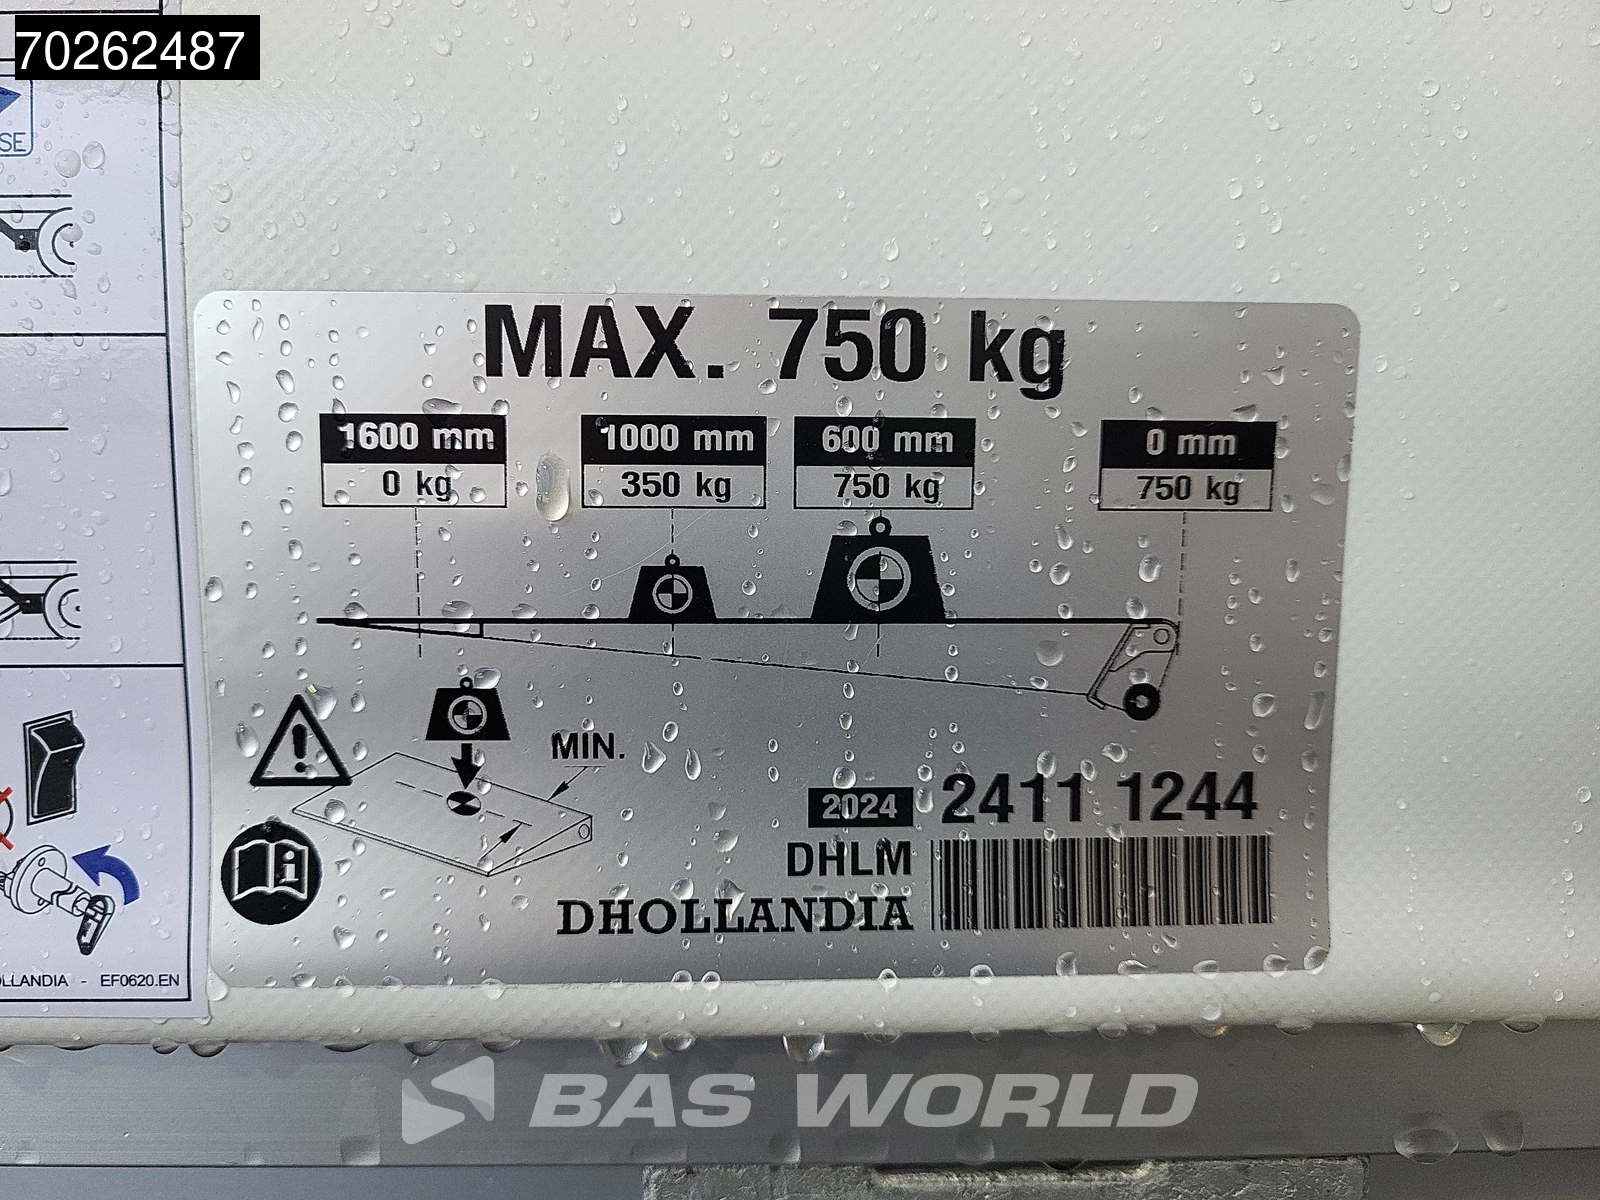 70262487
SE
MAX. 750 kg
1600 mm 1000 mm 600 mm 0 mm
0 kg 350 kg 750 kg 750 kg
MIN.
2024 2411 1244
DHLM
DHOLLANDIA
OLLANDIA - EF0620.EN
BAS WORLD